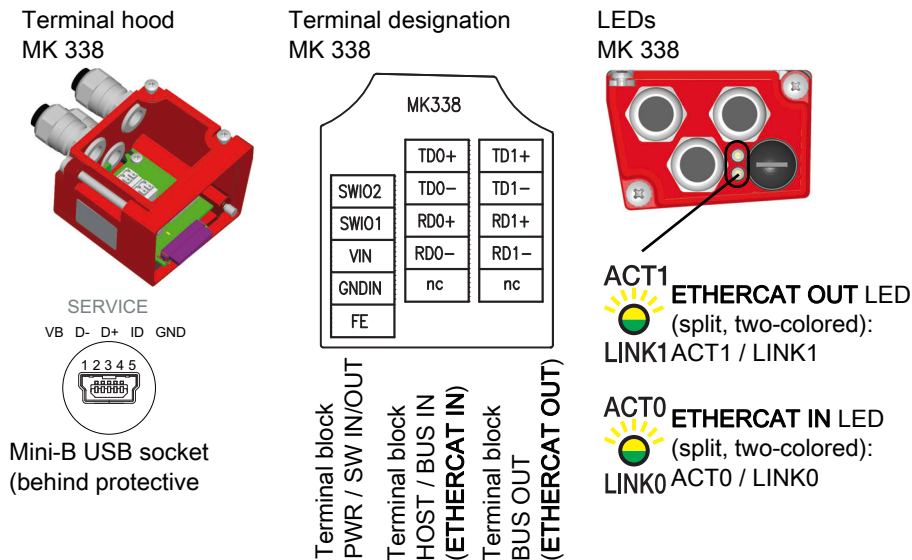 Terminal hood
MK 338
SERVICE
VB D- D+ ID GND
1 2 3 4 5
Mini-B USB socket
(behind protective
Terminal designation
MK 338
MK338
SWIO2
SWIO1
VIN
GNDIN
FE
TD0+
TD0-
RD0+
RD0-
nc
TD1+
TD1-
RD1+
RD1-
nc
Terminal block
PWR / SW IN/OUT
Terminal block
HOST / BUS IN
(ETHERCAT IN)
Terminal block
BUS OUT
(ETHERCAT OUT)
LEDs
MK 338
ACT1
LINK1
ETHERCAT OUT LED
(split, two-colored):
ACT1 / LINK1
ACT0
LINK0
ETHERCAT IN LED
(split, two-colored):
ACT0 / LINK0